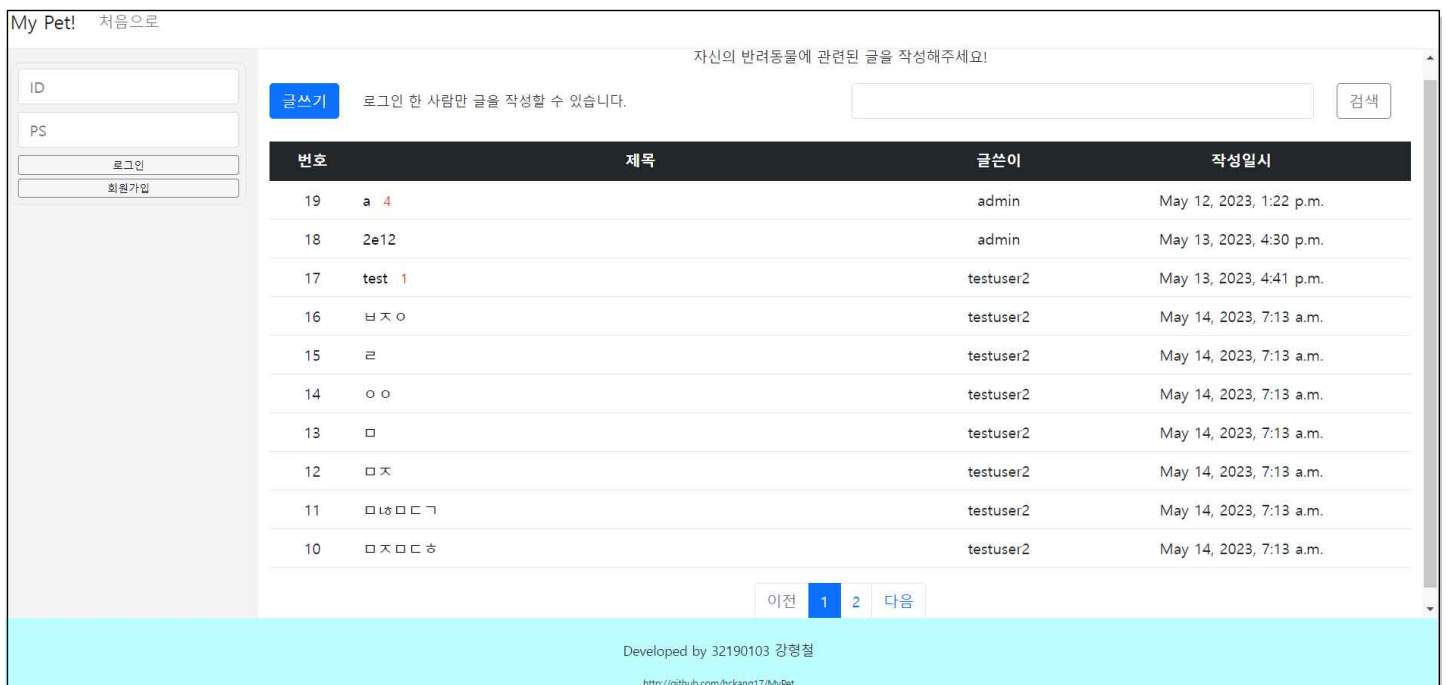 My Pet! 처음으로
자신의 반려동물에 관련된 글을 작성해주세요!
ID
PS
로그인
회원가입
글쓰기 로그인 한 사람만 글을 작성할 수 있습니다. 검색
번호 제목 글쓴이 작성일시
19 a 4 admin May 12, 2023, 1:22 p.m.
18 2e12 admin May 13, 2023, 4:30 p.m.
17 test 1 testuser2 May 13, 2023, 4:41 p.m.
16 ㅂㅈㅇ testuser2 May 14, 2023, 7:13 a.m.
15 ㄹ testuser2 May 14, 2023, 7:13 a.m.
14 ㅇㅇ testuser2 May 14, 2023, 7:13 a.m.
13 ㅁ testuser2 May 14, 2023, 7:13 a.m.
12 ㅁㅈ testuser2 May 14, 2023, 7:13 a.m.
11 ㅁㄶㅁㄷㄱ testuser2 May 14, 2023, 7:13 a.m.
10 ㅁㅈㅁㄷㅎ testuser2 May 14, 2023, 7:13 a.m.
이전 1 2 다음
Developed by 32190103 강형철
http://github.com/hckang17/MyPet